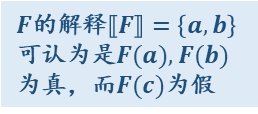 F的解释⟦F⟧ = {a, b}
可认为是F(a), F(b)
为真，而F(c)为假